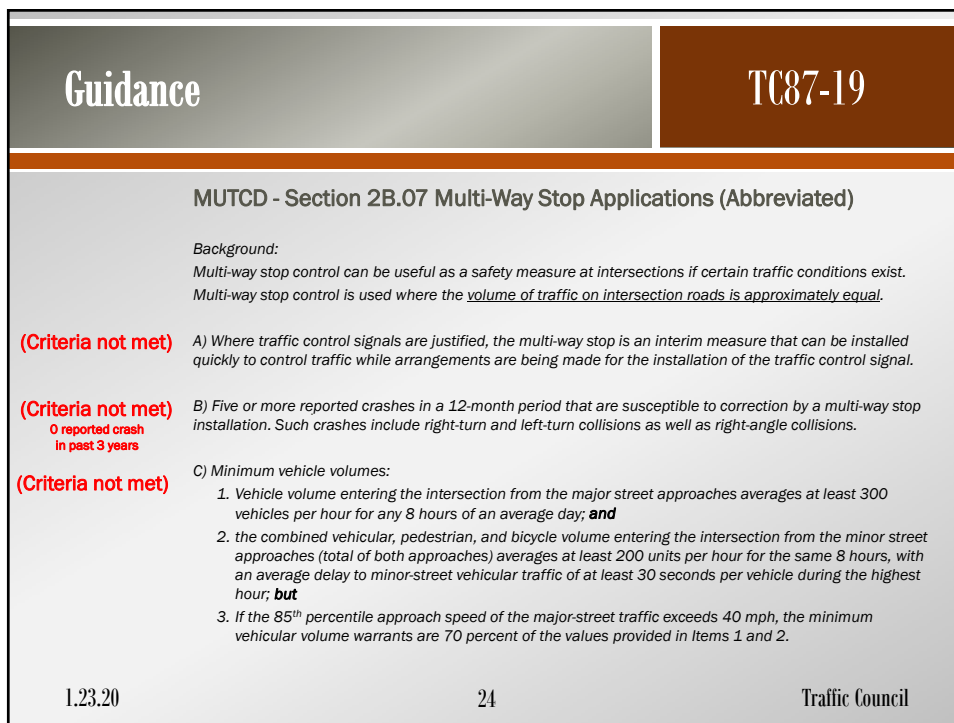 Guidance
TC87-19
MUTCD - Section 2B.07 Multi-Way Stop Applications (Abbreviated)
Background:
Multi-way stop control can be useful as a safety measure at intersections if certain traffic conditions exist.
Multi-way stop control is used where the volume of traffic on intersection roads is approximately equal.
(Criteria not met)
A) Where traffic control signals are justified, the multi-way stop is an interim measure that can be installed
quickly to control traffic while arrangements are being made for the installation of the traffic control signal.
(Criteria not met)
0 reported crash
in past 3 years
B) Five or more reported crashes in a 12-month period that are susceptible to correction by a multi-way stop
installation. Such crashes include right-turn and left-turn collisions as well as right-angle collisions.
(Criteria not met)
C) Minimum vehicle volumes:
1. Vehicle volume entering the intersection from the major street approaches averages at least 300
vehicles per hour for any 8 hours of an average day; and
2. the combined vehicular, pedestrian, and bicycle volume entering the intersection from the minor street
approaches (total of both approaches) averages at least 200 units per hour for the same 8 hours, with
an average delay to minor-street vehicular traffic of at least 30 seconds per vehicle during the highest
hour; but
3. If the 85th percentile approach speed of the major-street traffic exceeds 40 mph, the minimum
vehicular volume warrants are 70 percent of the values provided in Items 1 and 2.
1.23.20
24
Traffic Council